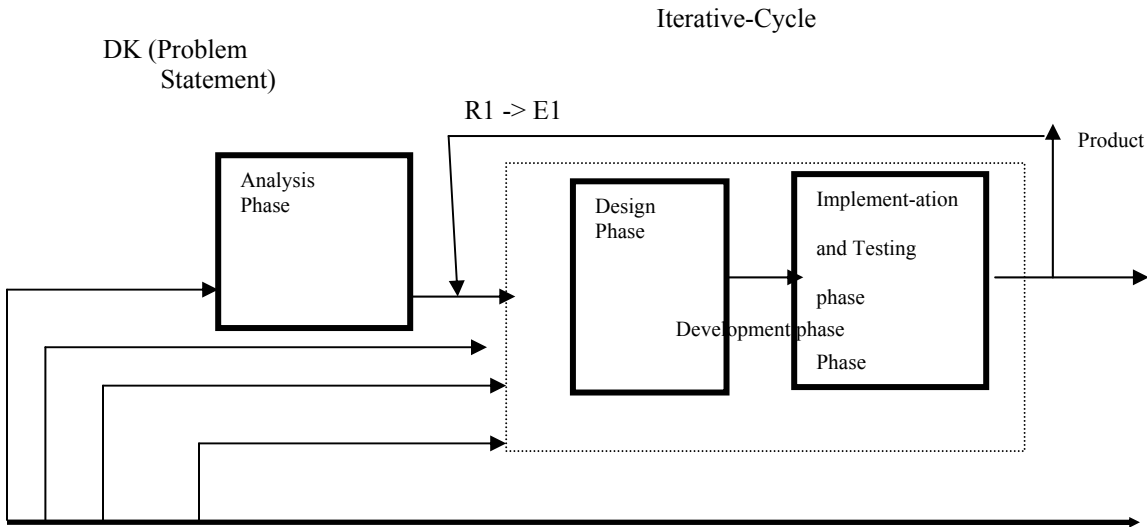 Iterative-Cycle
DK (Problem
Statement)
R1 -> E1
Product
Analysis
Phase
Design
Phase
Implement-ation
and Testing
phase
Development phase
Phase